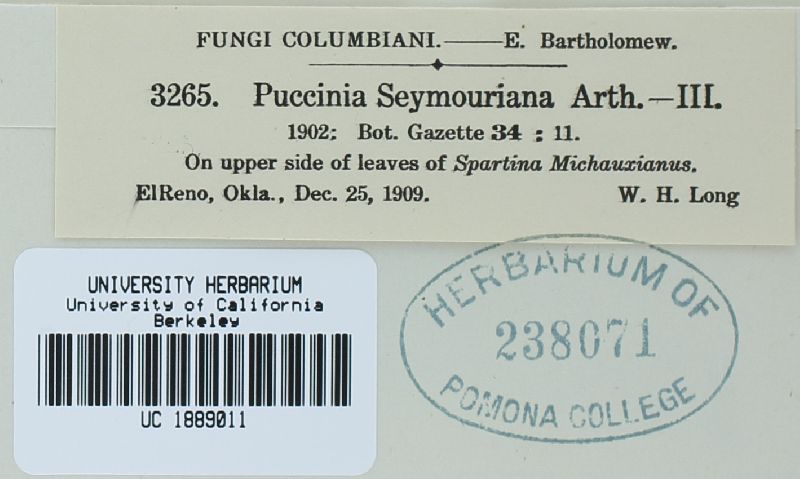 FUNGI COLUMBIANI.——E. Bartholomew.
3265. Puccinia Seymouriana Arth.—III.
1902: Bot. Gazette 34 : 11.
On upper side of leaves of Spartina Michauxianus.
ElReno, Okla., Dec. 25, 1909. W. H. Long
UNIVERSITY HERBARIUM
University of California
Berkeley
UC 1889011
HERBARIUM OF
238071
POMONA COLLEGE